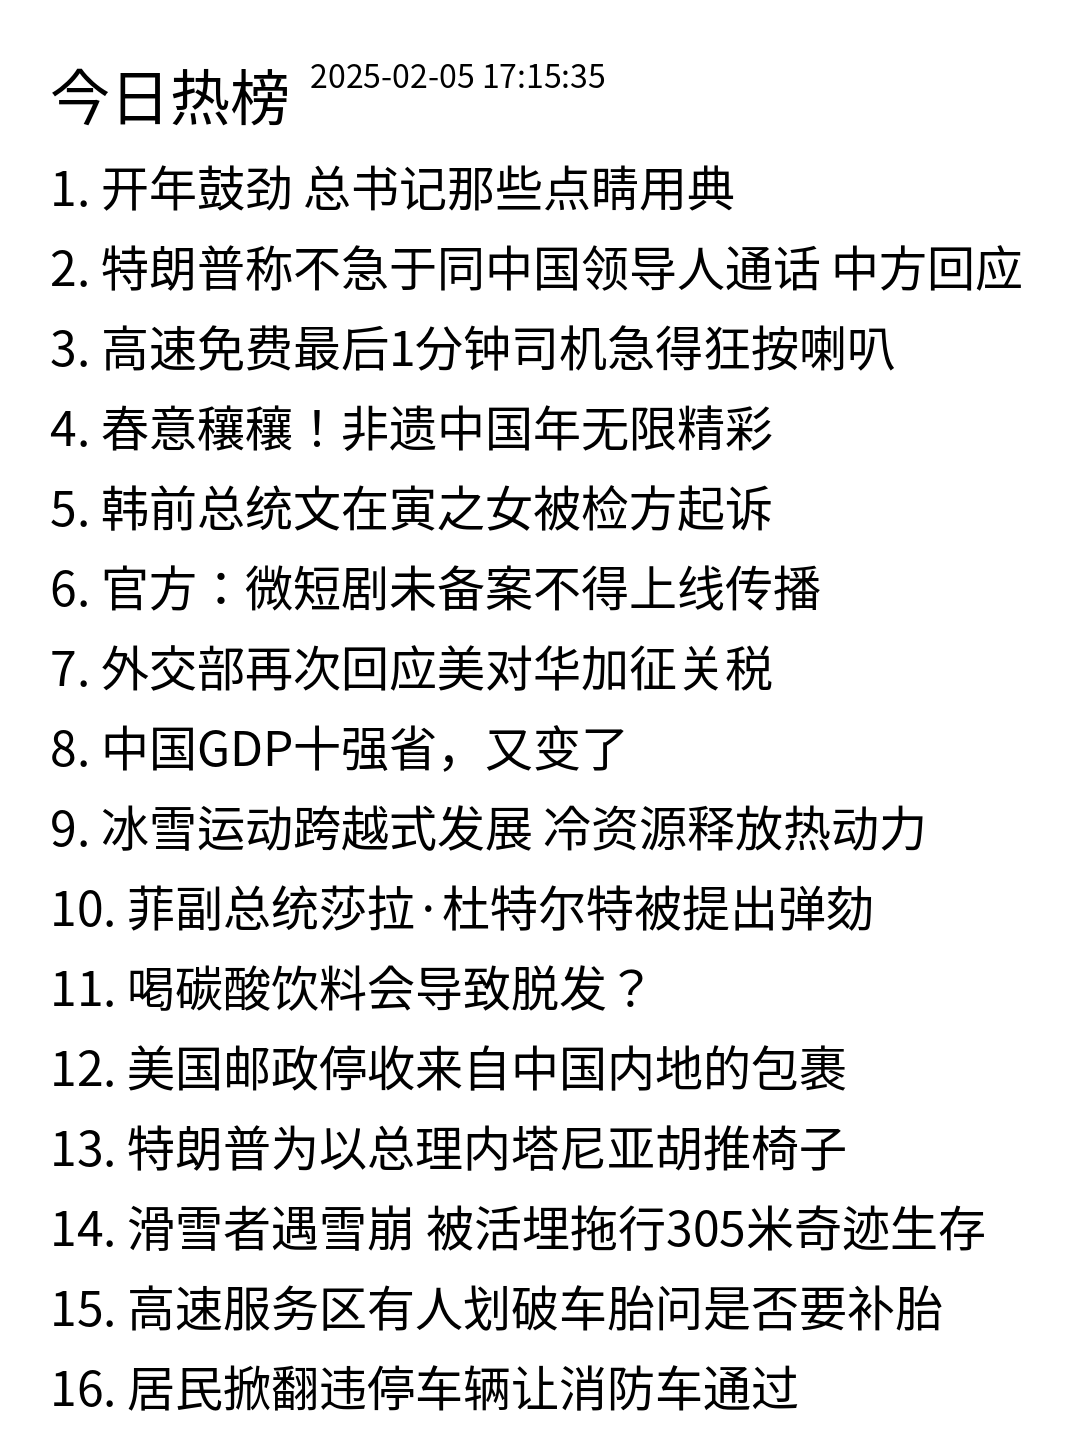 今日热榜 2025-02-05 17:15:35
1. 开年鼓劲 总书记那些点睛用典
2. 特朗普称不急于同中国领导人通话 中方回应
3. 高速免费最后1分钟司机急得狂按喇叭
4. 春意穰穰！非遗中国年无限精彩
5. 韩前总统文在寅之女被检方起诉
6. 官方：微短剧未备案不得上线传播
7. 外交部再次回应美对华加征关税
8. 中国GDP十强省，又变了
9. 冰雪运动跨越式发展 冷资源释放热动力
10. 菲副总统莎拉·杜特尔特被提出弹劾
11. 喝碳酸饮料会导致脱发？
12. 美国邮政停收来自中国内地的包裹
13. 特朗普为以总理内塔尼亚胡推椅子
14. 滑雪者遇雪崩 被活埋拖行305米奇迹生存
15. 高速服务区有人划破车胎问是否要补胎
16. 居民掀翻违停车辆让消防车通过